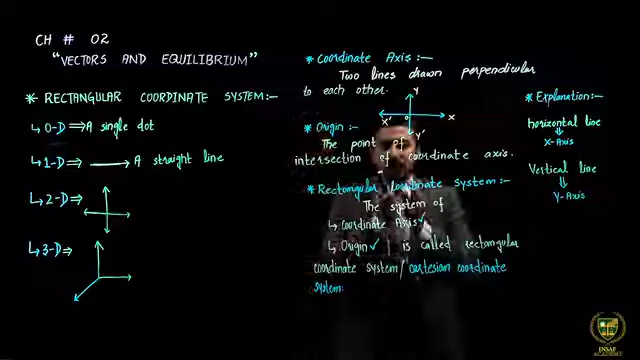 CH # 02
"VECTORS AND EQUILIBRIUM"
* RECTANGULAR COORDINATE SYSTEM:-
↳ 0-D ⇒ A single dot
↳ 1-D ⇒ → A straight line
↳ 2-D ⇒
↳ 3-D ⇒
* Coordinate Axis:-
Two lines drawn perpendicular
to each other.
Y
X' O X
Y'
* Origin:-
The point of
intersection of coordinate axis.
* Rectangular Coordinate System:-
The system of
↳ Coordinate Axis ✓
↳ Origin ✓ is called rectangular
coordinate system/cartesian coordinate
system:
* Explanation:-
Horizontal line
⇓
X-Axis
Vertical line
⇓
Y-Axis
INSAF
ACADEMY